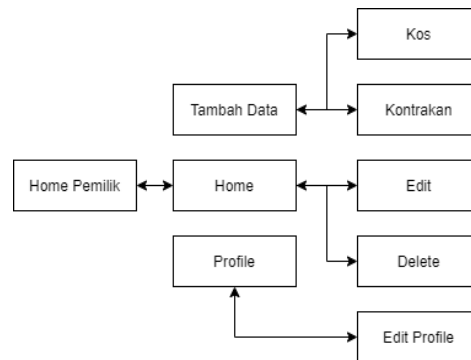 Kos
Tambah Data
Kontrakan
Home Pemilik
Home
Edit
Profile
Delete
Edit Profile